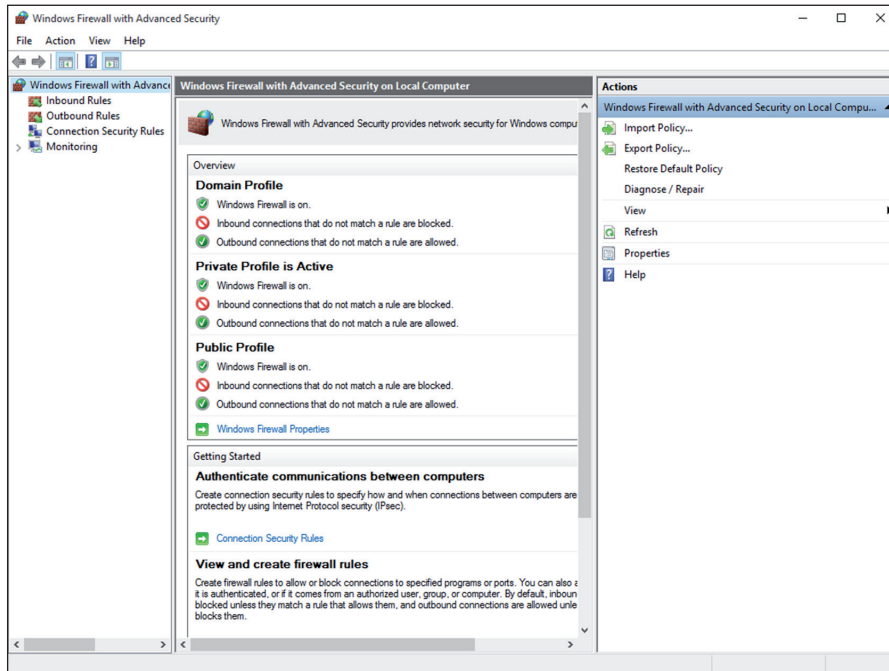 Windows Firewall with Advanced Security
File Action View Help
Windows Firewall with Advance
Inbound Rules
Outbound Rules
Connection Security Rules
Monitoring
Windows Firewall with Advanced Security on Local Computer
Windows Firewall with Advanced Security provides network security for Windows compu
Overview
Domain Profile
Windows Firewall is on.
Inbound connections that do not match a rule are blocked.
Outbound connections that do not match a rule are allowed.
Private Profile is Active
Windows Firewall is on.
Inbound connections that do not match a rule are blocked.
Outbound connections that do not match a rule are allowed.
Public Profile
Windows Firewall is on.
Inbound connections that do not match a rule are blocked.
Outbound connections that do not match a rule are allowed.
Windows Firewall Properties
Getting Started
Authenticate communications between computers
Create connection security rules to specify how and when connections between computers are
protected by using Internet Protocol security (IPsec).
Connection Security Rules
View and create firewall rules
Create firewall rules to allow or block connections to specified programs or ports. You can also a
it is authenticated, or if it comes from an authorized user, group, or computer. By default, inboun
blocked unless they match a rule that allows them, and outbound connections are allowed unle
blocks them.
Actions
Windows Firewall with Advanced Security on Local Compu...
Import Policy...
Export Policy...
Restore Default Policy
Diagnose / Repair
View
Refresh
Properties
Help